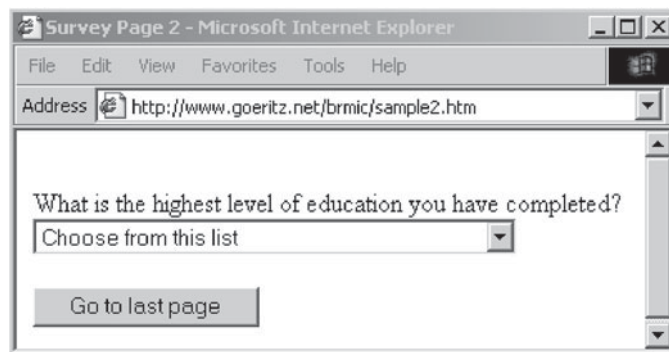 Survey Page 2 - Microsoft Internet Explorer
File Edit View Favorites Tools Help
Address http://www.goeritz.net/brmic/sample2.htm
What is the highest level of education you have completed?
Choose from this list
Go to last page